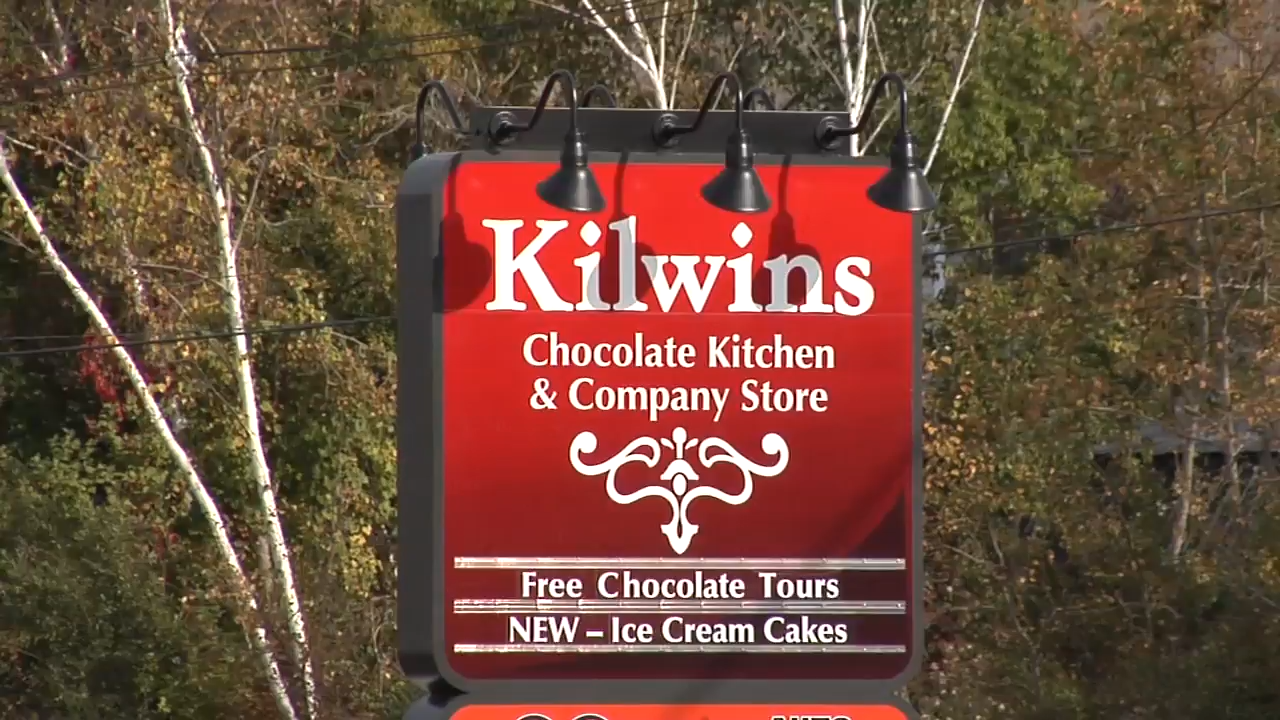 Kilwins
Chocolate Kitchen
& Company Store
Free Chocolate Tours
NEW – Ice Cream Cakes